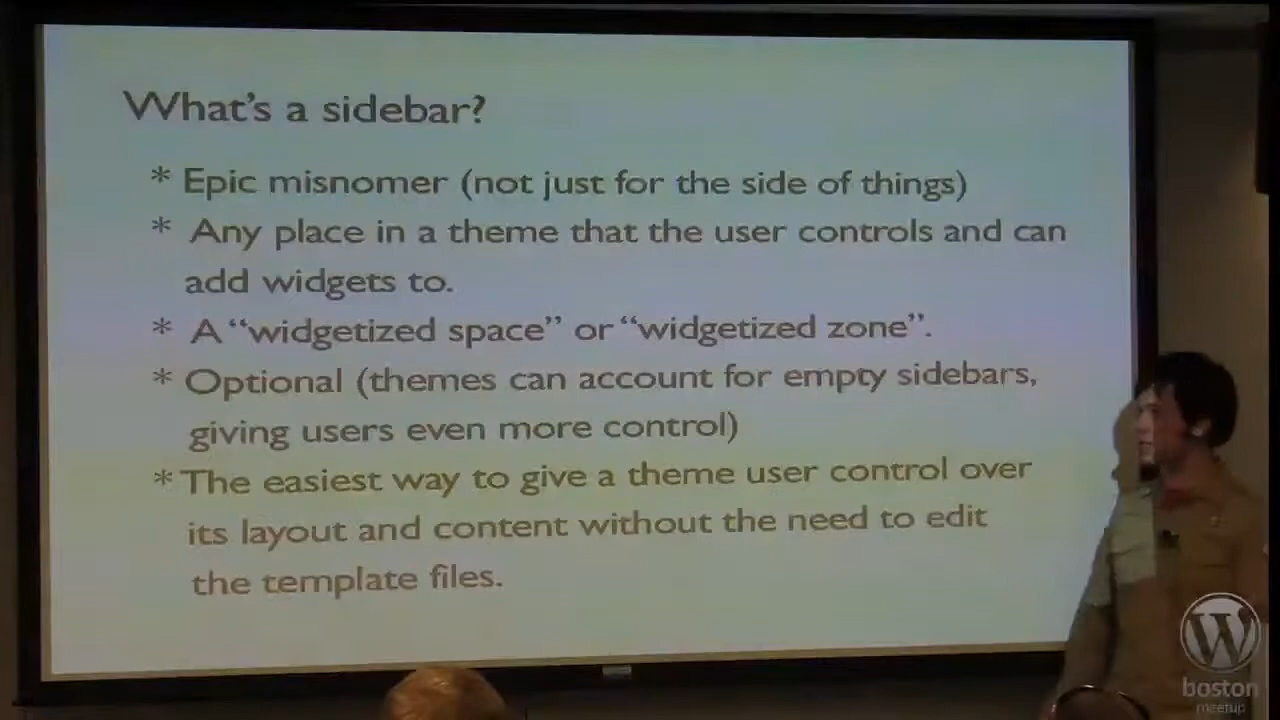 What's a sidebar?
* Epic misnomer (not just for the side of things)
* Any place in a theme that the user controls and can
add widgets to.
* A “widgetized space” or “widgetized zone”.
* Optional (themes can account for empty sidebars,
giving users even more control)
* The easiest way to give a theme user control over
its layout and content without the need to edit
the template files.
W
boston
meetup